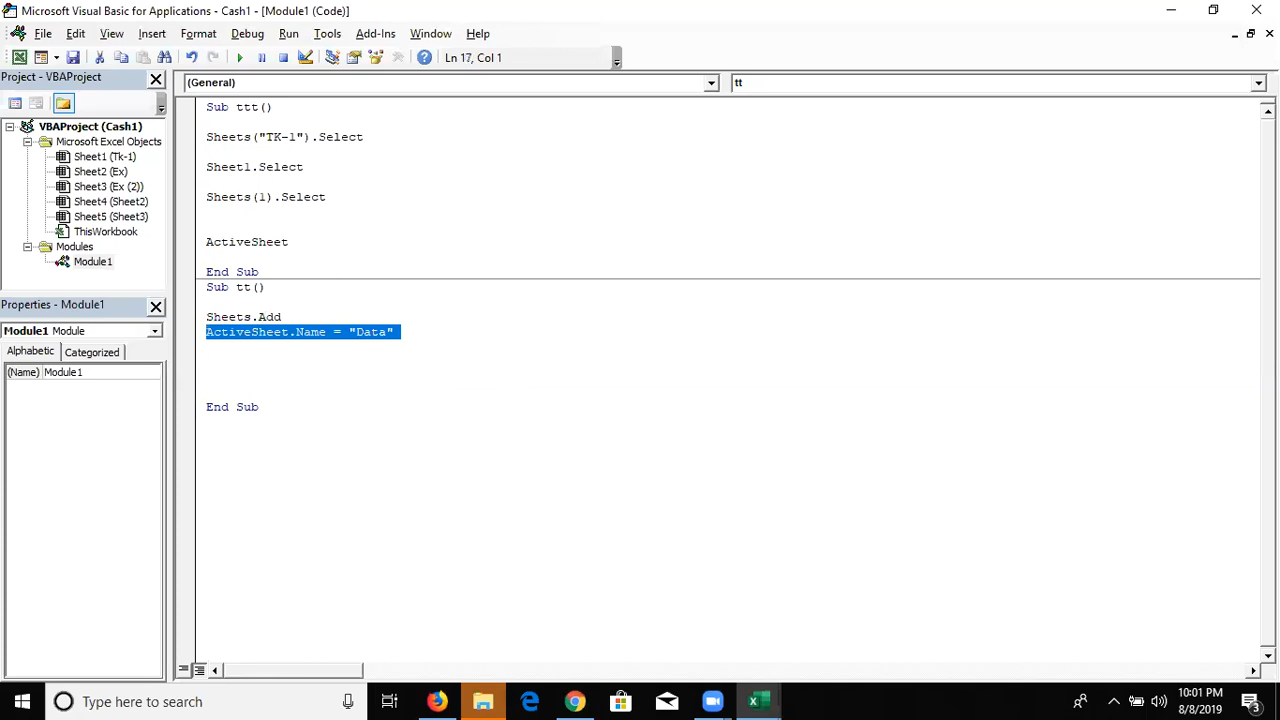 Microsoft Visual Basic for Applications - Cash1 - [Module1 (Code)]
File Edit View Insert Format Debug Run Tools Add-Ins Window Help
Ln 17, Col 1
Project - VBAProject
(General)
tt
VBAProject (Cash1)
Microsoft Excel Objects
Sheet1 (Tk-1)
Sheet2 (Ex)
Sheet3 (Ex (2))
Sheet4 (Sheet2)
Sheet5 (Sheet3)
ThisWorkbook
Modules
Module1
Properties - Module1
Module1 Module
Alphabetic Categorized
(Name) Module1
Sub ttt()
Sheets("TK-1").Select
Sheet1.Select
Sheets(1).Select
ActiveSheet
End Sub
Sub tt()
Sheets.Add
ActiveSheet.Name = "Data"
End Sub
Type here to search
10:01 PM
8/8/2019
3